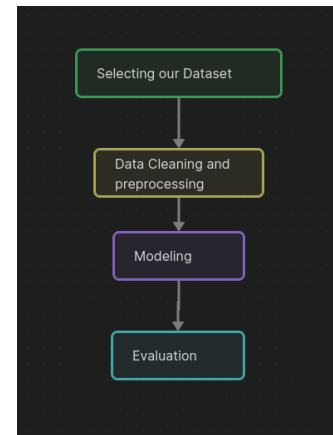 Selecting our Dataset
Data Cleaning and
preprocessing
Modeling
Evaluation